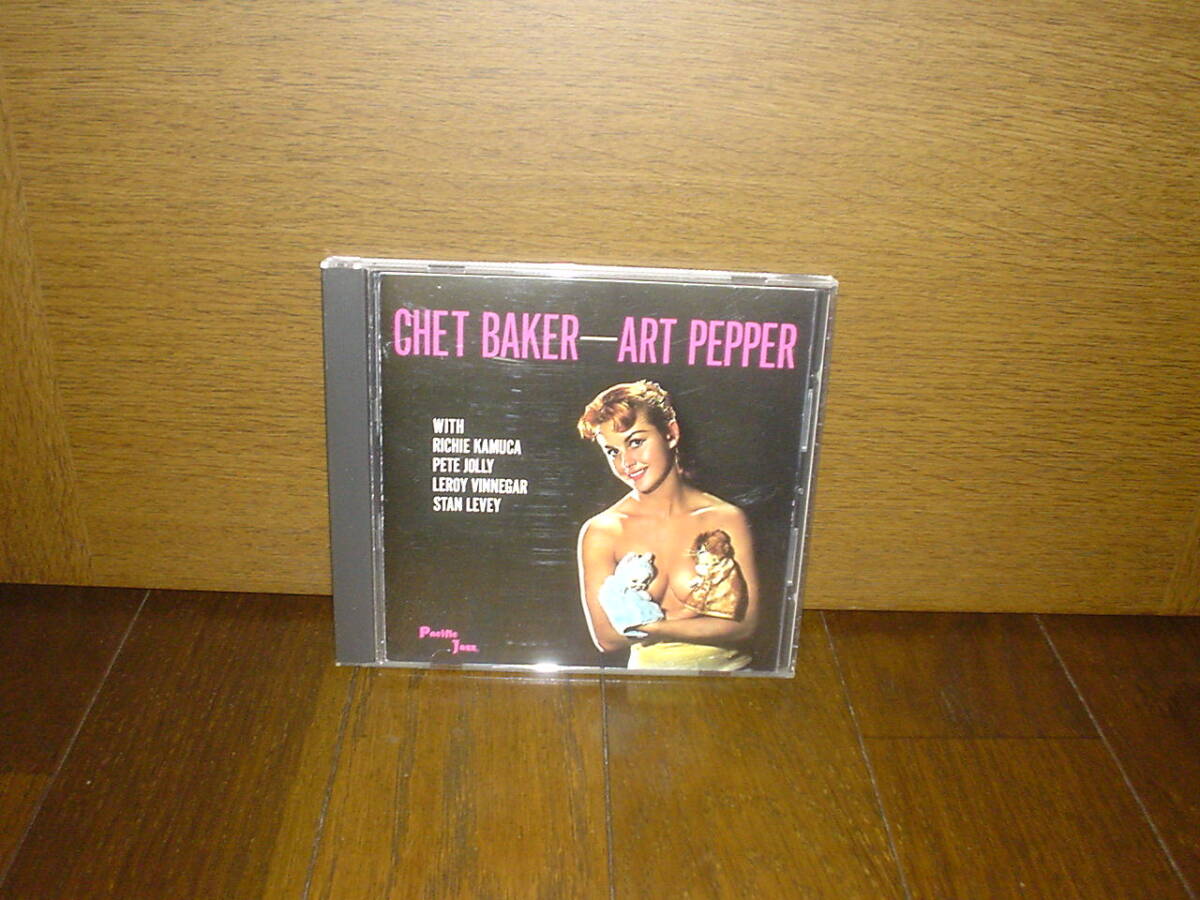 CHET BAKER—ART PEPPER
WITH
RICHIE KAMUCA
PETE JOLLY
LEROY VINNEGAR
STAN LEVEY
Pacific
Jazz